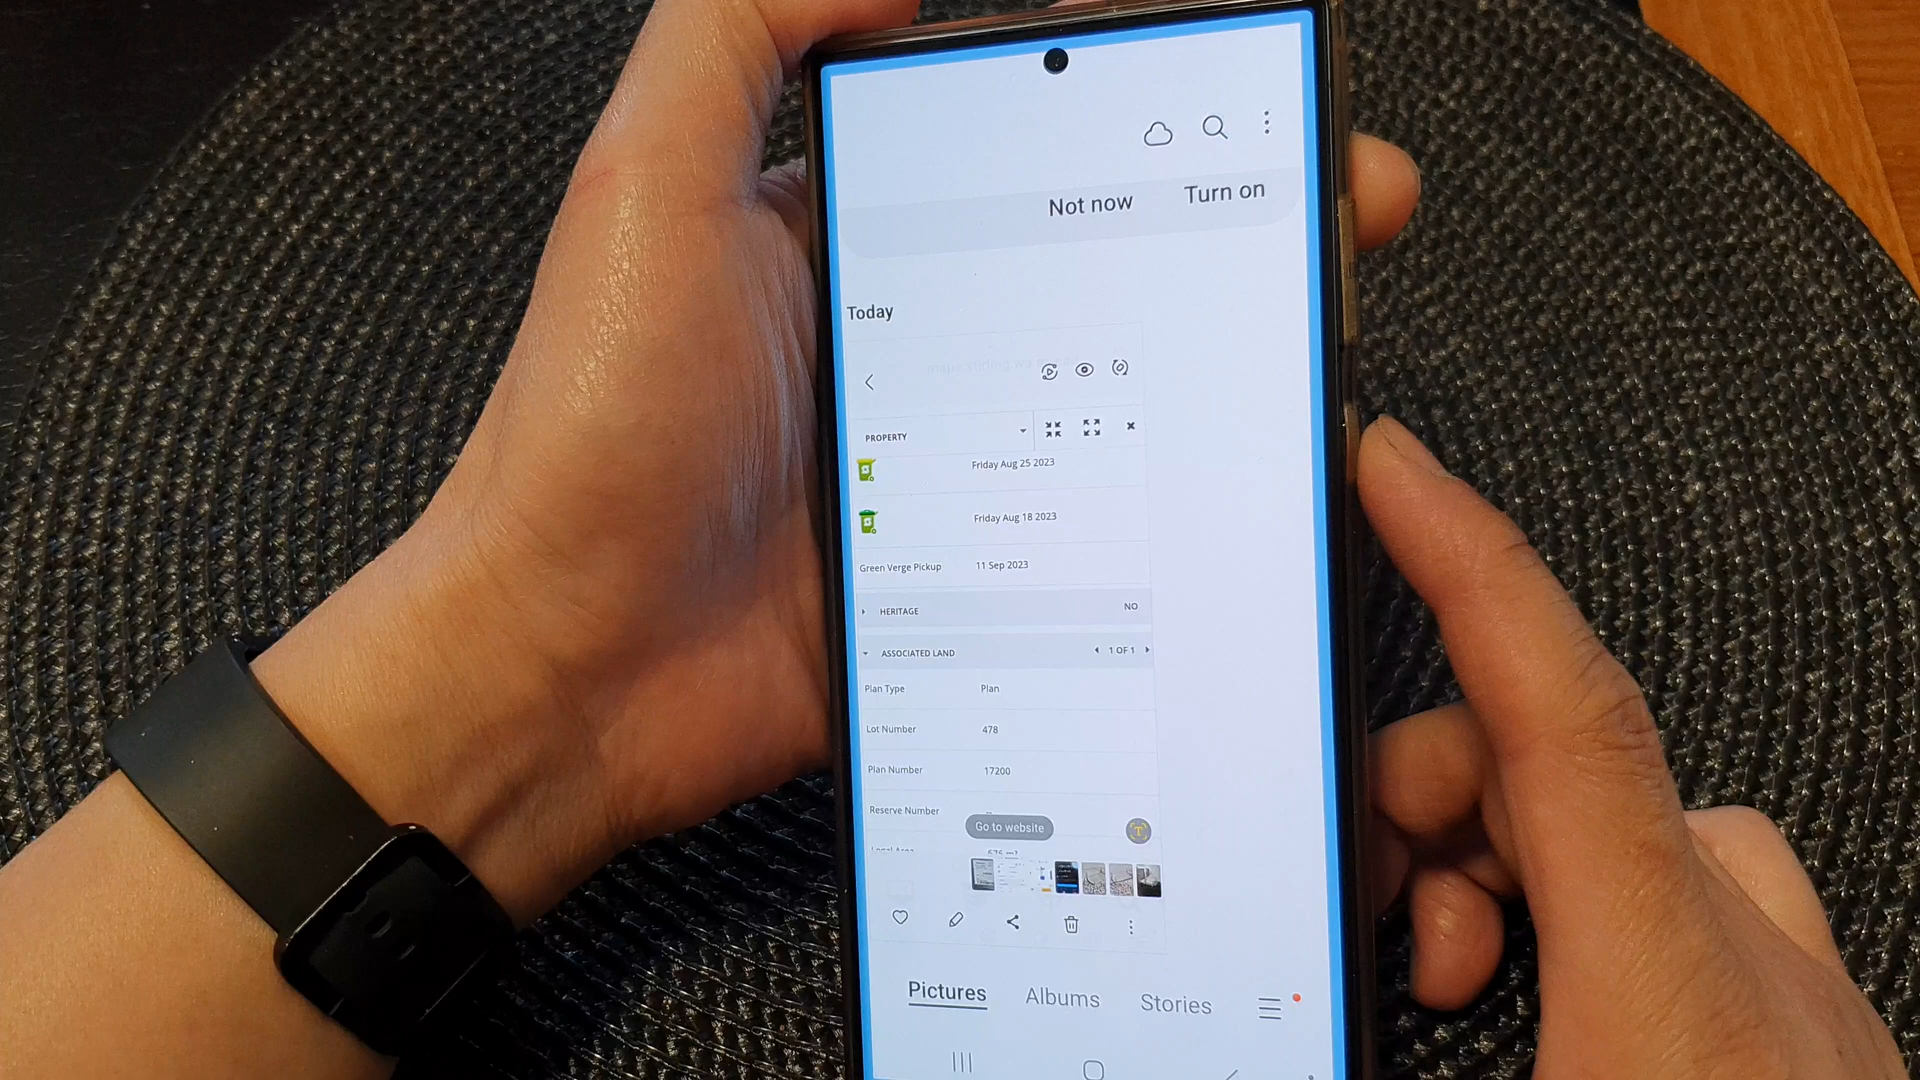 Not now Turn on
Today
PROPERTY
Friday Aug 25 2023
Friday Aug 18 2023
Green Verge Pickup 11 Sep 2023
HERITAGE NO
ASSOCIATED LAND 1 OF 1
Plan Type Plan
Lot Number 478
Plan Number 17200
Reserve Number --
Go to website T
Pictures Albums Stories